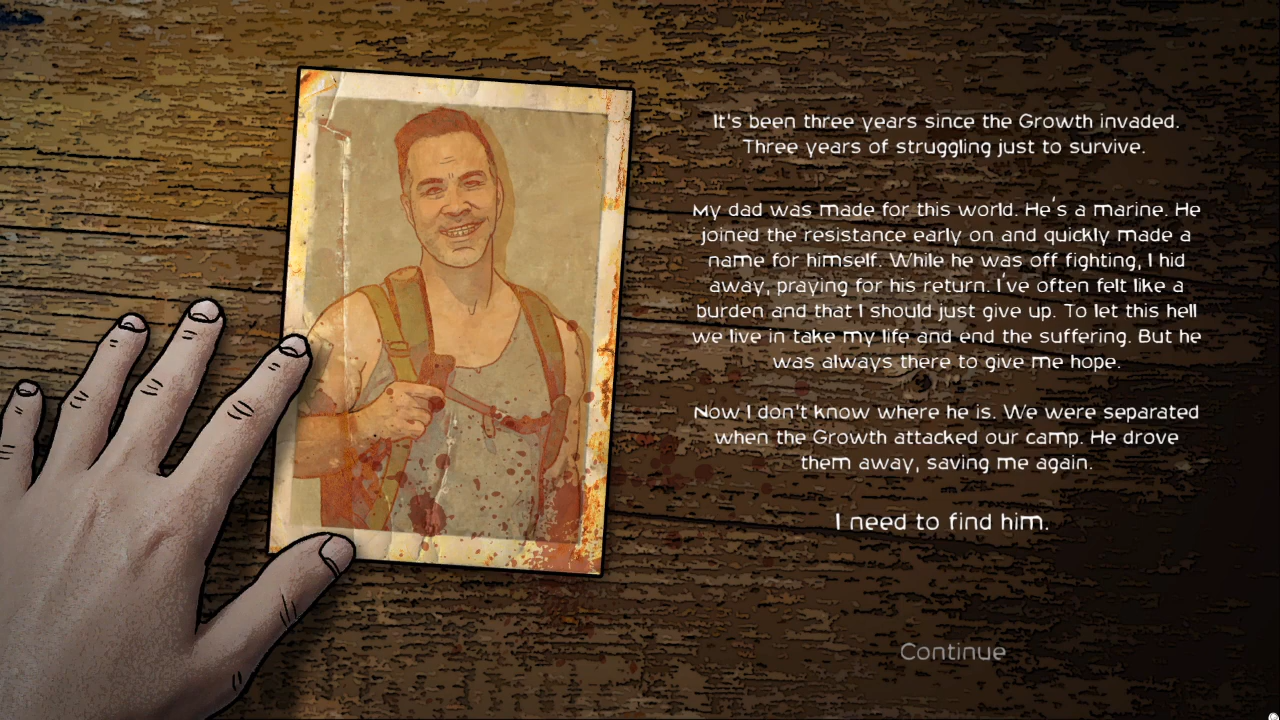 It's been three years since the Growth invaded.
Three years of struggling just to survive.
My dad was made for this world. He's a marine. He
joined the resistance early on and quickly made a
name for himself. While he was off fighting, I hid
away, praying for his return. I've often felt like a
burden and that I should just give up. To let this hell
we live in take my life and end the suffering. But he
was always there to give me hope.
Now I don't know where he is. We were separated
when the Growth attacked our camp. He drove
them away, saving me again.
I need to find him.
Continue